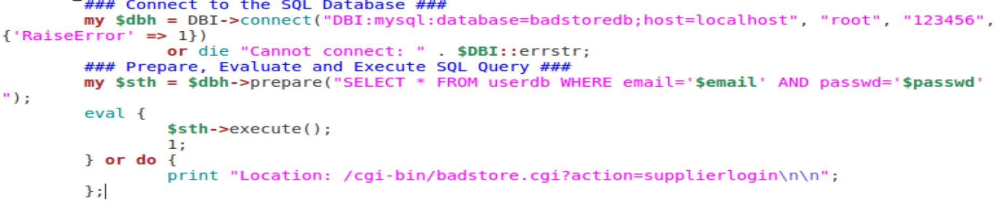 ### Connect to the SQL Database ###
my $dbh = DBI->connect("DBI:mysql:database=badstoredb;host=localhost", "root", "123456",
{'RaiseError' => 1})
or die "Cannot connect: " . $DBI::errstr;
### Prepare, Evaluate and Execute SQL Query ###
my $sth = $dbh->prepare("SELECT * FROM userdb WHERE email='$email' AND passwd='$passwd'
");
eval {
$sth->execute();
1;
} or do {
print "Location: /cgi-bin/badstore.cgi?action=supplierlogin\n\n";
};